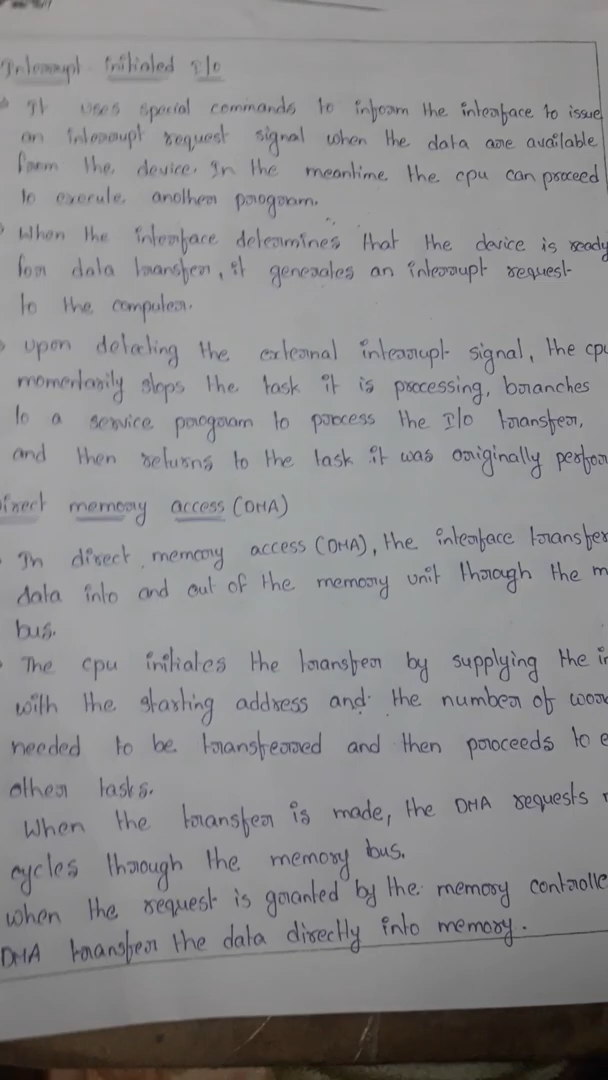 Interrupt Initiated I/O
It uses special commands to inform the interface to issue
an interrupt request signal when the data are available
from the device. In the meantime the cpu can proceed
to execute another program.
When the interface determines that the device is ready
for data transfer, it generates an interrupt request
to the computer.
upon detecting the external interrupt signal, the cpu
momentarily stops the task it is processing, branches
to a service program to process the I/O transfer,
and then returns to the task it was originally perfor
Direct memory access (DMA)
In direct memory access (DMA), the interface transfer
data into and out of the memory unit through the m
bus.
The cpu initiates the transfer by supplying the in
with the starting address and the number of wor
needed to be transferred and then proceeds to e
other tasks.
When the transfer is made, the DMA requests
cycles through the memory bus.
when the request is granted by the memory controlle
DMA transfer the data directly into memory.